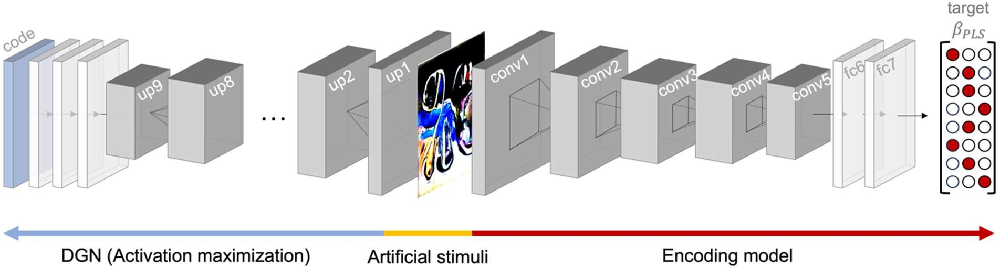 code
up9
up8
...
up2
up1
conv1
conv2
conv3
conv4
conv5
fc6
fc7
target
βPLS
DGN (Activation maximization)
Artificial stimuli
Encoding model